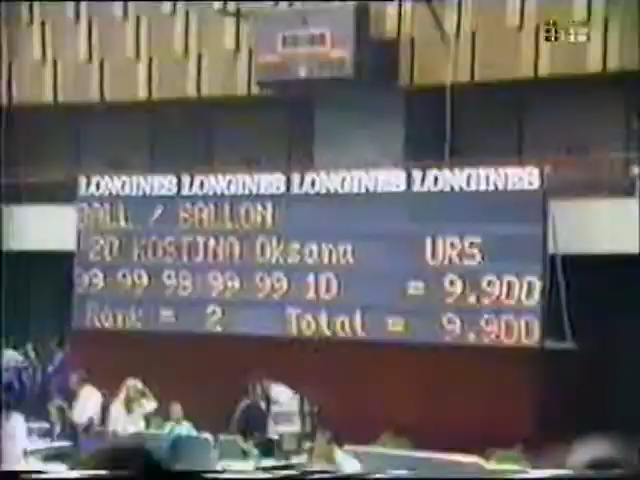 LONGINES LONGINES LONGINES LONGINES
BALL / BALLON
20 KOSTINA Oksana URS
99 99 98 99 99 10 = 9.900
Rank = 2 Total = 9.900